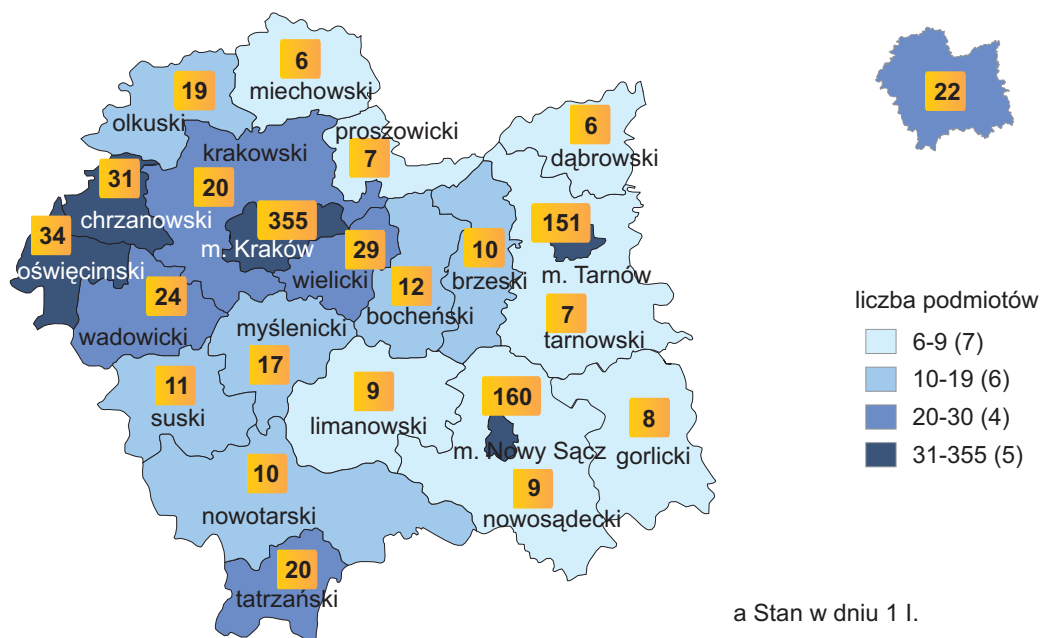 6
miechowski
19
olkuski
proszowicki
7
6
dąbrowski
22
krakowski
20
31
chrzanowski
355
m. Kraków
34
oświęcimski
29
wielicki
24
wadowicki
12
bocheński
10
brzeski
151
m. Tarnów
7
tarnowski
myślenicki
17
11
suski
9
limanowski
160
m. Nowy Sącz
8
gorlicki
9
nowosądecki
10
nowotarski
20
tatrzański
liczba podmiotów
6-9 (7)
10-19 (6)
20-30 (4)
31-355 (5)
a Stan w dniu 1 I.